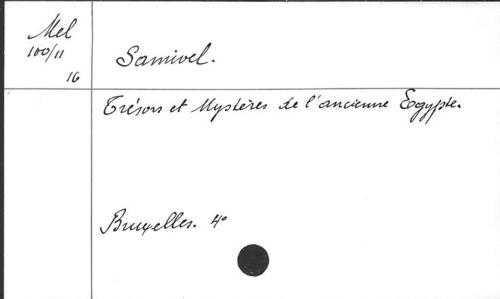 Mel
100/11
16
Samivel.
Trésors et Mystères de l'ancienne Egypte.
Bruxelles. 4°